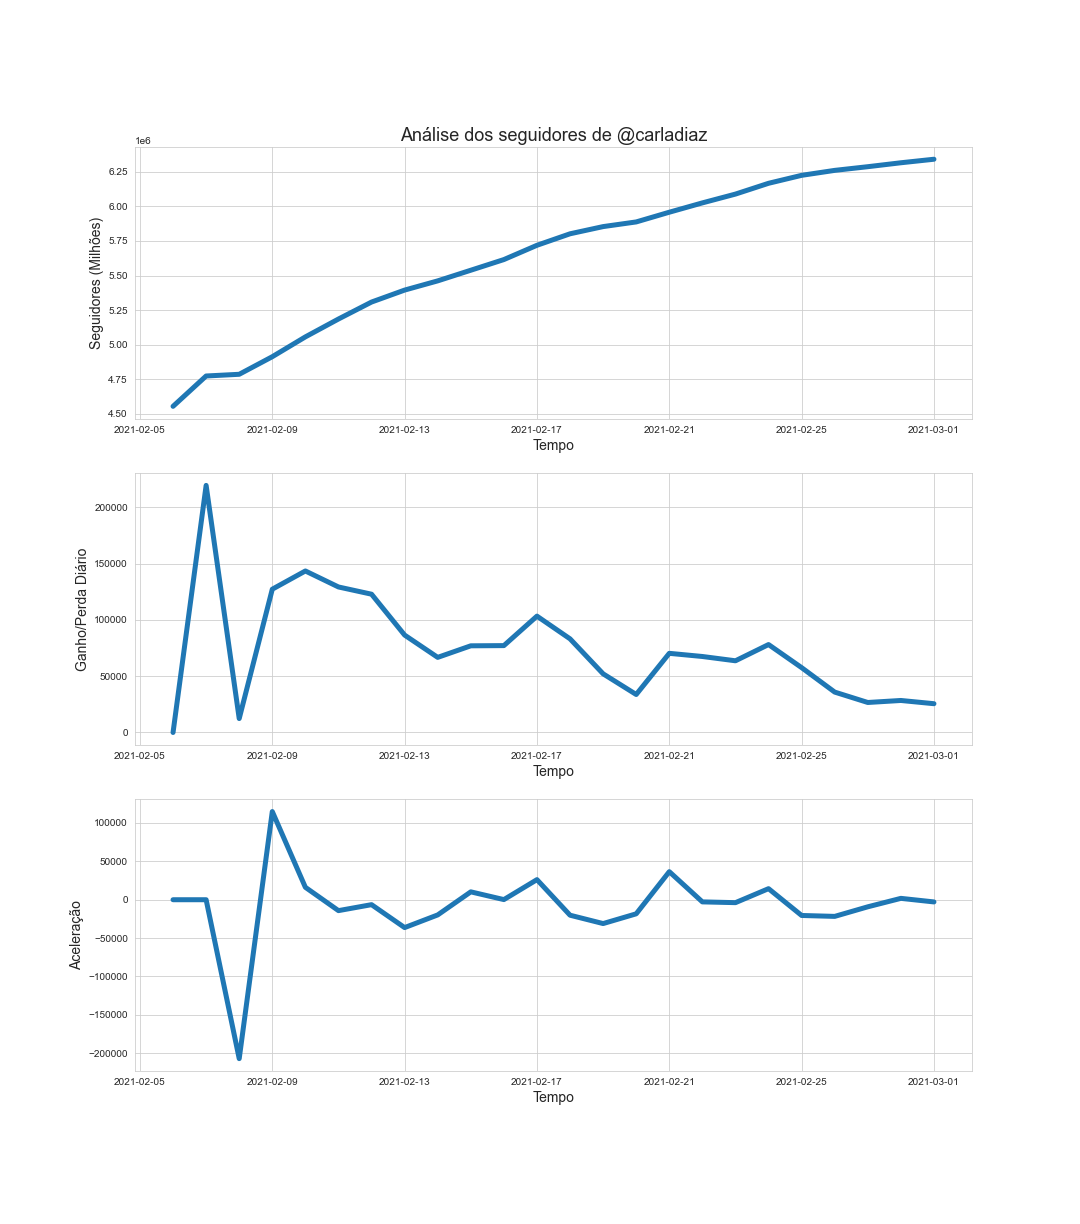 Análise dos seguidores de @carladiaz
1e6
6.25
6.00
5.75
5.50
5.25
5.00
4.75
4.50
Seguidores (Milhões)
2021-02-05 2021-02-09 2021-02-13 2021-02-17 2021-02-21 2021-02-25 2021-03-01
Tempo
200000
150000
100000
50000
0
Ganho/Perda Diário
2021-02-05 2021-02-09 2021-02-13 2021-02-17 2021-02-21 2021-02-25 2021-03-01
Tempo
100000
50000
0
−50000
−100000
−150000
−200000
Aceleração
2021-02-05 2021-02-09 2021-02-13 2021-02-17 2021-02-21 2021-02-25 2021-03-01
Tempo